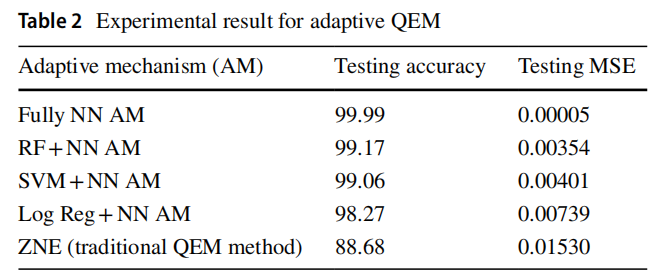 Table 2 Experimental result for adaptive QEM
Adaptive mechanism (AM) Testing accuracy Testing MSE
Fully NN AM 99.99 0.00005
RF+NN AM 99.17 0.00354
SVM+NN AM 99.06 0.00401
Log Reg+NN AM 98.27 0.00739
ZNE (traditional QEM method) 88.68 0.01530